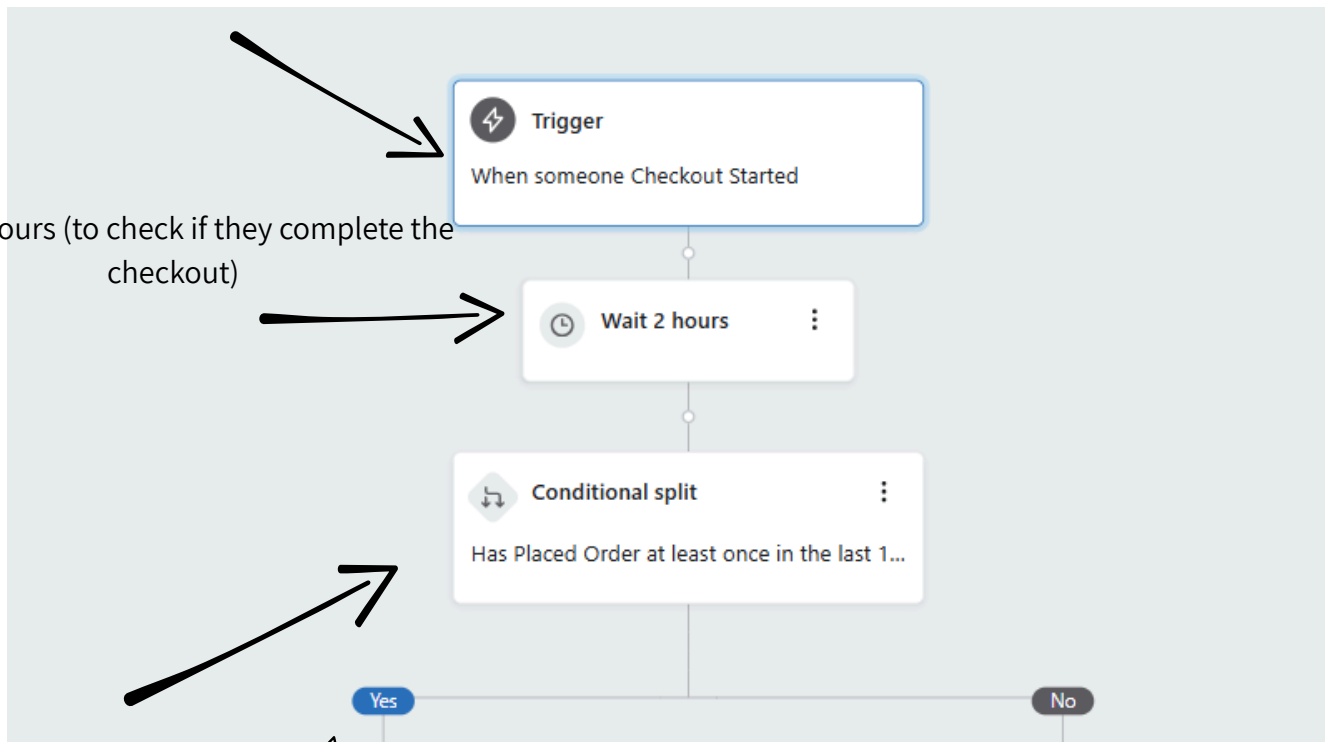 Trigger
When someone Checkout Started
ours (to check if they complete the
checkout)
Wait 2 hours
Conditional split
Has Placed Order at least once in the last 1...
Yes
No